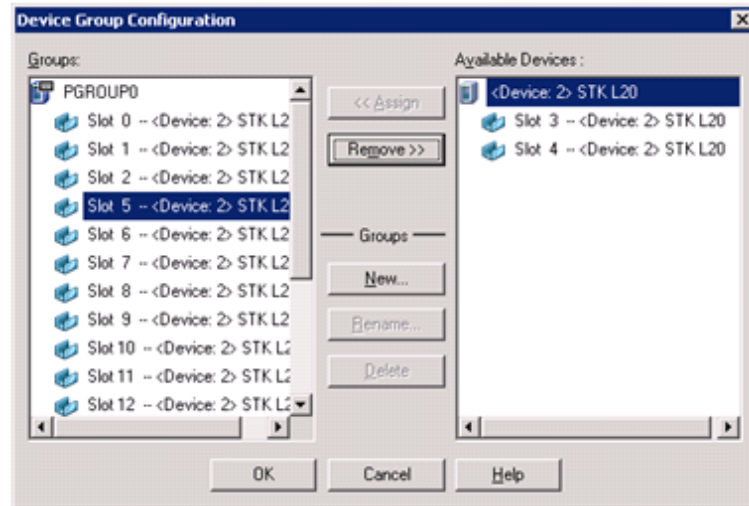 Device Group Configuration
Groups:
Available Devices :
PGROUP0
Slot 0 -- <Device: 2> STK L2
Slot 1 -- <Device: 2> STK L2
Slot 2 -- <Device: 2> STK L2
Slot 5 -- <Device: 2> STK L2
Slot 6 -- <Device: 2> STK L2
Slot 7 -- <Device: 2> STK L2
Slot 8 -- <Device: 2> STK L2
Slot 9 -- <Device: 2> STK L2
Slot 10 -- <Device: 2> STK L2
Slot 11 -- <Device: 2> STK L2
Slot 12 -- <Device: 2> STK L2
<< Assign
Remove >>
Groups
New...
Rename...
Delete
<Device: 2> STK L20
Slot 3 -- <Device: 2> STK L20
Slot 4 -- <Device: 2> STK L20
OK
Cancel
Help